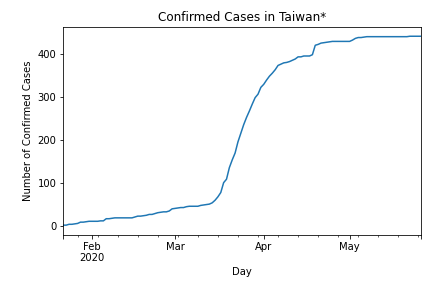 Confirmed Cases in Taiwan*
Number of Confirmed Cases
400
300
200
100
0
Feb
2020
Mar
Apr
May
Day